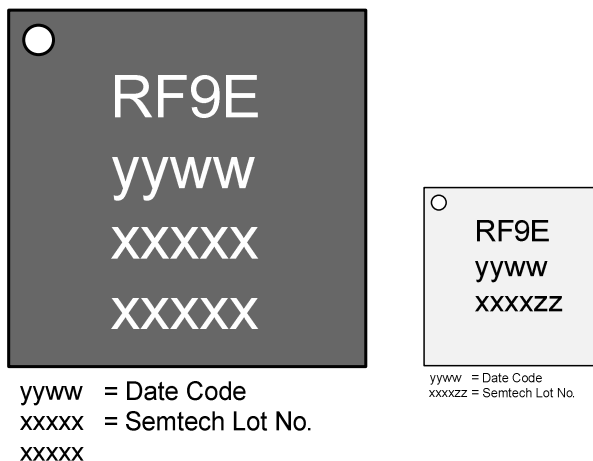 RF9E
yyww
xxxxx
xxxxx
yyww = Date Code
xxxxx = Semtech Lot No.
xxxxx
RF9E
yyww
xxxxzz
yyww = Date Code
xxxxzz = Semtech Lot No.